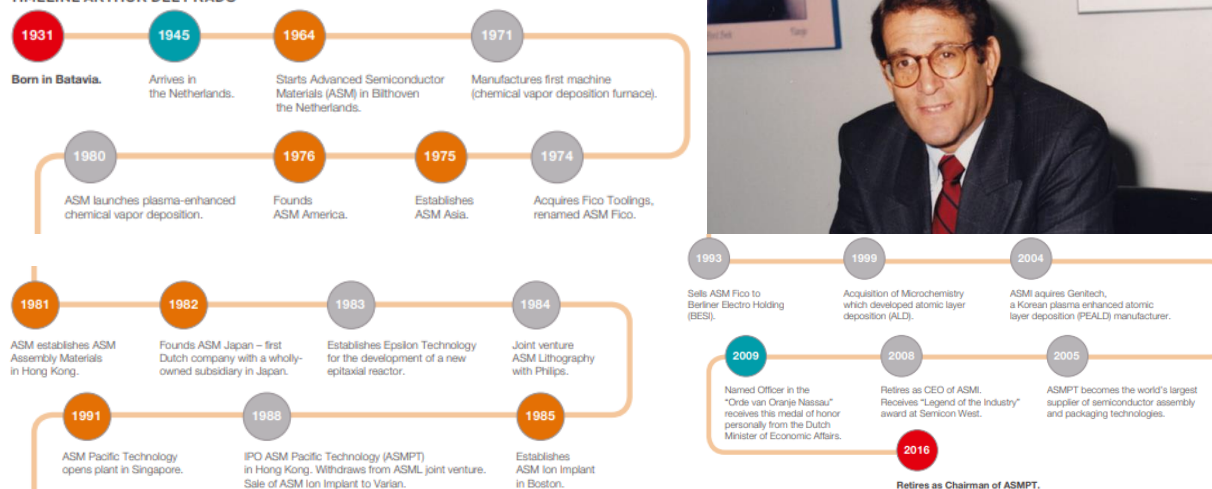 TIMELINE ARTHUR DEL PRADO
1931
Born in Batavia.
1945
Arrives in
the Netherlands.
1964
Starts Advanced Semiconductor
Materials (ASM) in Bilthoven
the Netherlands.
1971
Manufactures first machine
(chemical vapor deposition furnace).
1974
Acquires Fico Toolings,
renamed ASM Fico.
1975
Establishes
ASM Asia.
1976
Founds
ASM America.
1980
ASM launches plasma-enhanced
chemical vapor deposition.
1981
ASM establishes ASM
Assembly Materials
in Hong Kong.
1982
Founds ASM Japan – first
Dutch company with a wholly-
owned subsidiary in Japan.
1983
Establishes Epsilon Technology
for the development of a new
epitaxial reactor.
1984
Joint venture
ASM Lithography
with Philips.
1985
Establishes
ASM Ion Implant
in Boston.
1988
IPO ASM Pacific Technology (ASMPT)
in Hong Kong. Withdraws from ASML joint venture.
Sale of ASM Ion Implant to Varian.
1991
ASM Pacific Technology
opens plant in Singapore.
1993
Sells ASM Fico to
Berliner Electro Holding
(BESI).
1999
Acquisition of Microchemistry
which developed atomic layer
deposition (ALD).
2004
ASMI aquires Genitech,
a Korean plasma enhanced atomic
layer deposition (PEALD) manufacturer.
2005
ASMPT becomes the world's largest
supplier of semiconductor assembly
and packaging technologies.
2008
Retires as CEO of ASMI.
Receives "Legend of the Industry"
award at Semicon West.
2009
Named Officer in the
"Orde van Oranje Nassau"
receives this medal of honor
personally from the Dutch
Minister of Economic Affairs.
2016
Retires as Chairman of ASMPT.